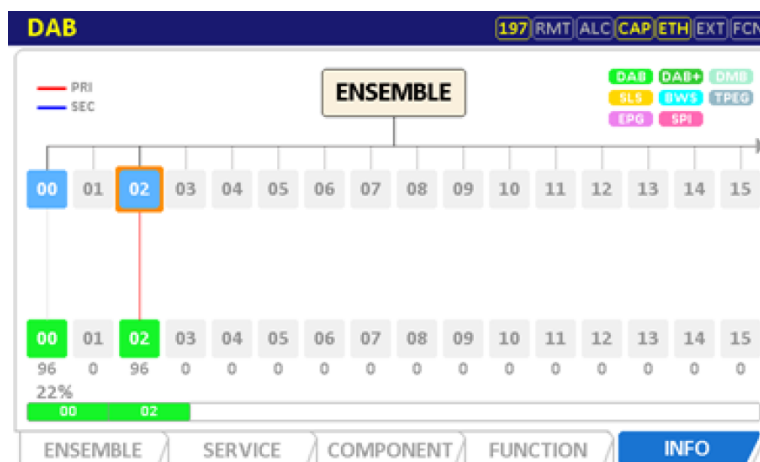 DAB 197 RMT ALC CAP ETH EXT FCN
PRI ENSEMBLE DAB DAB+ DMB
SEC SLS BWS TPEG
EPG SPI
00 01 02 03 04 05 06 07 08 09 10 11 12 13 14 15
00 01 02 03 04 05 06 07 08 09 10 11 12 13 14 15
96 0 96 0 0 0 0 0 0 0 0 0 0 0 0 0
22%
00 02
ENSEMBLE SERVICE COMPONENT FUNCTION INFO